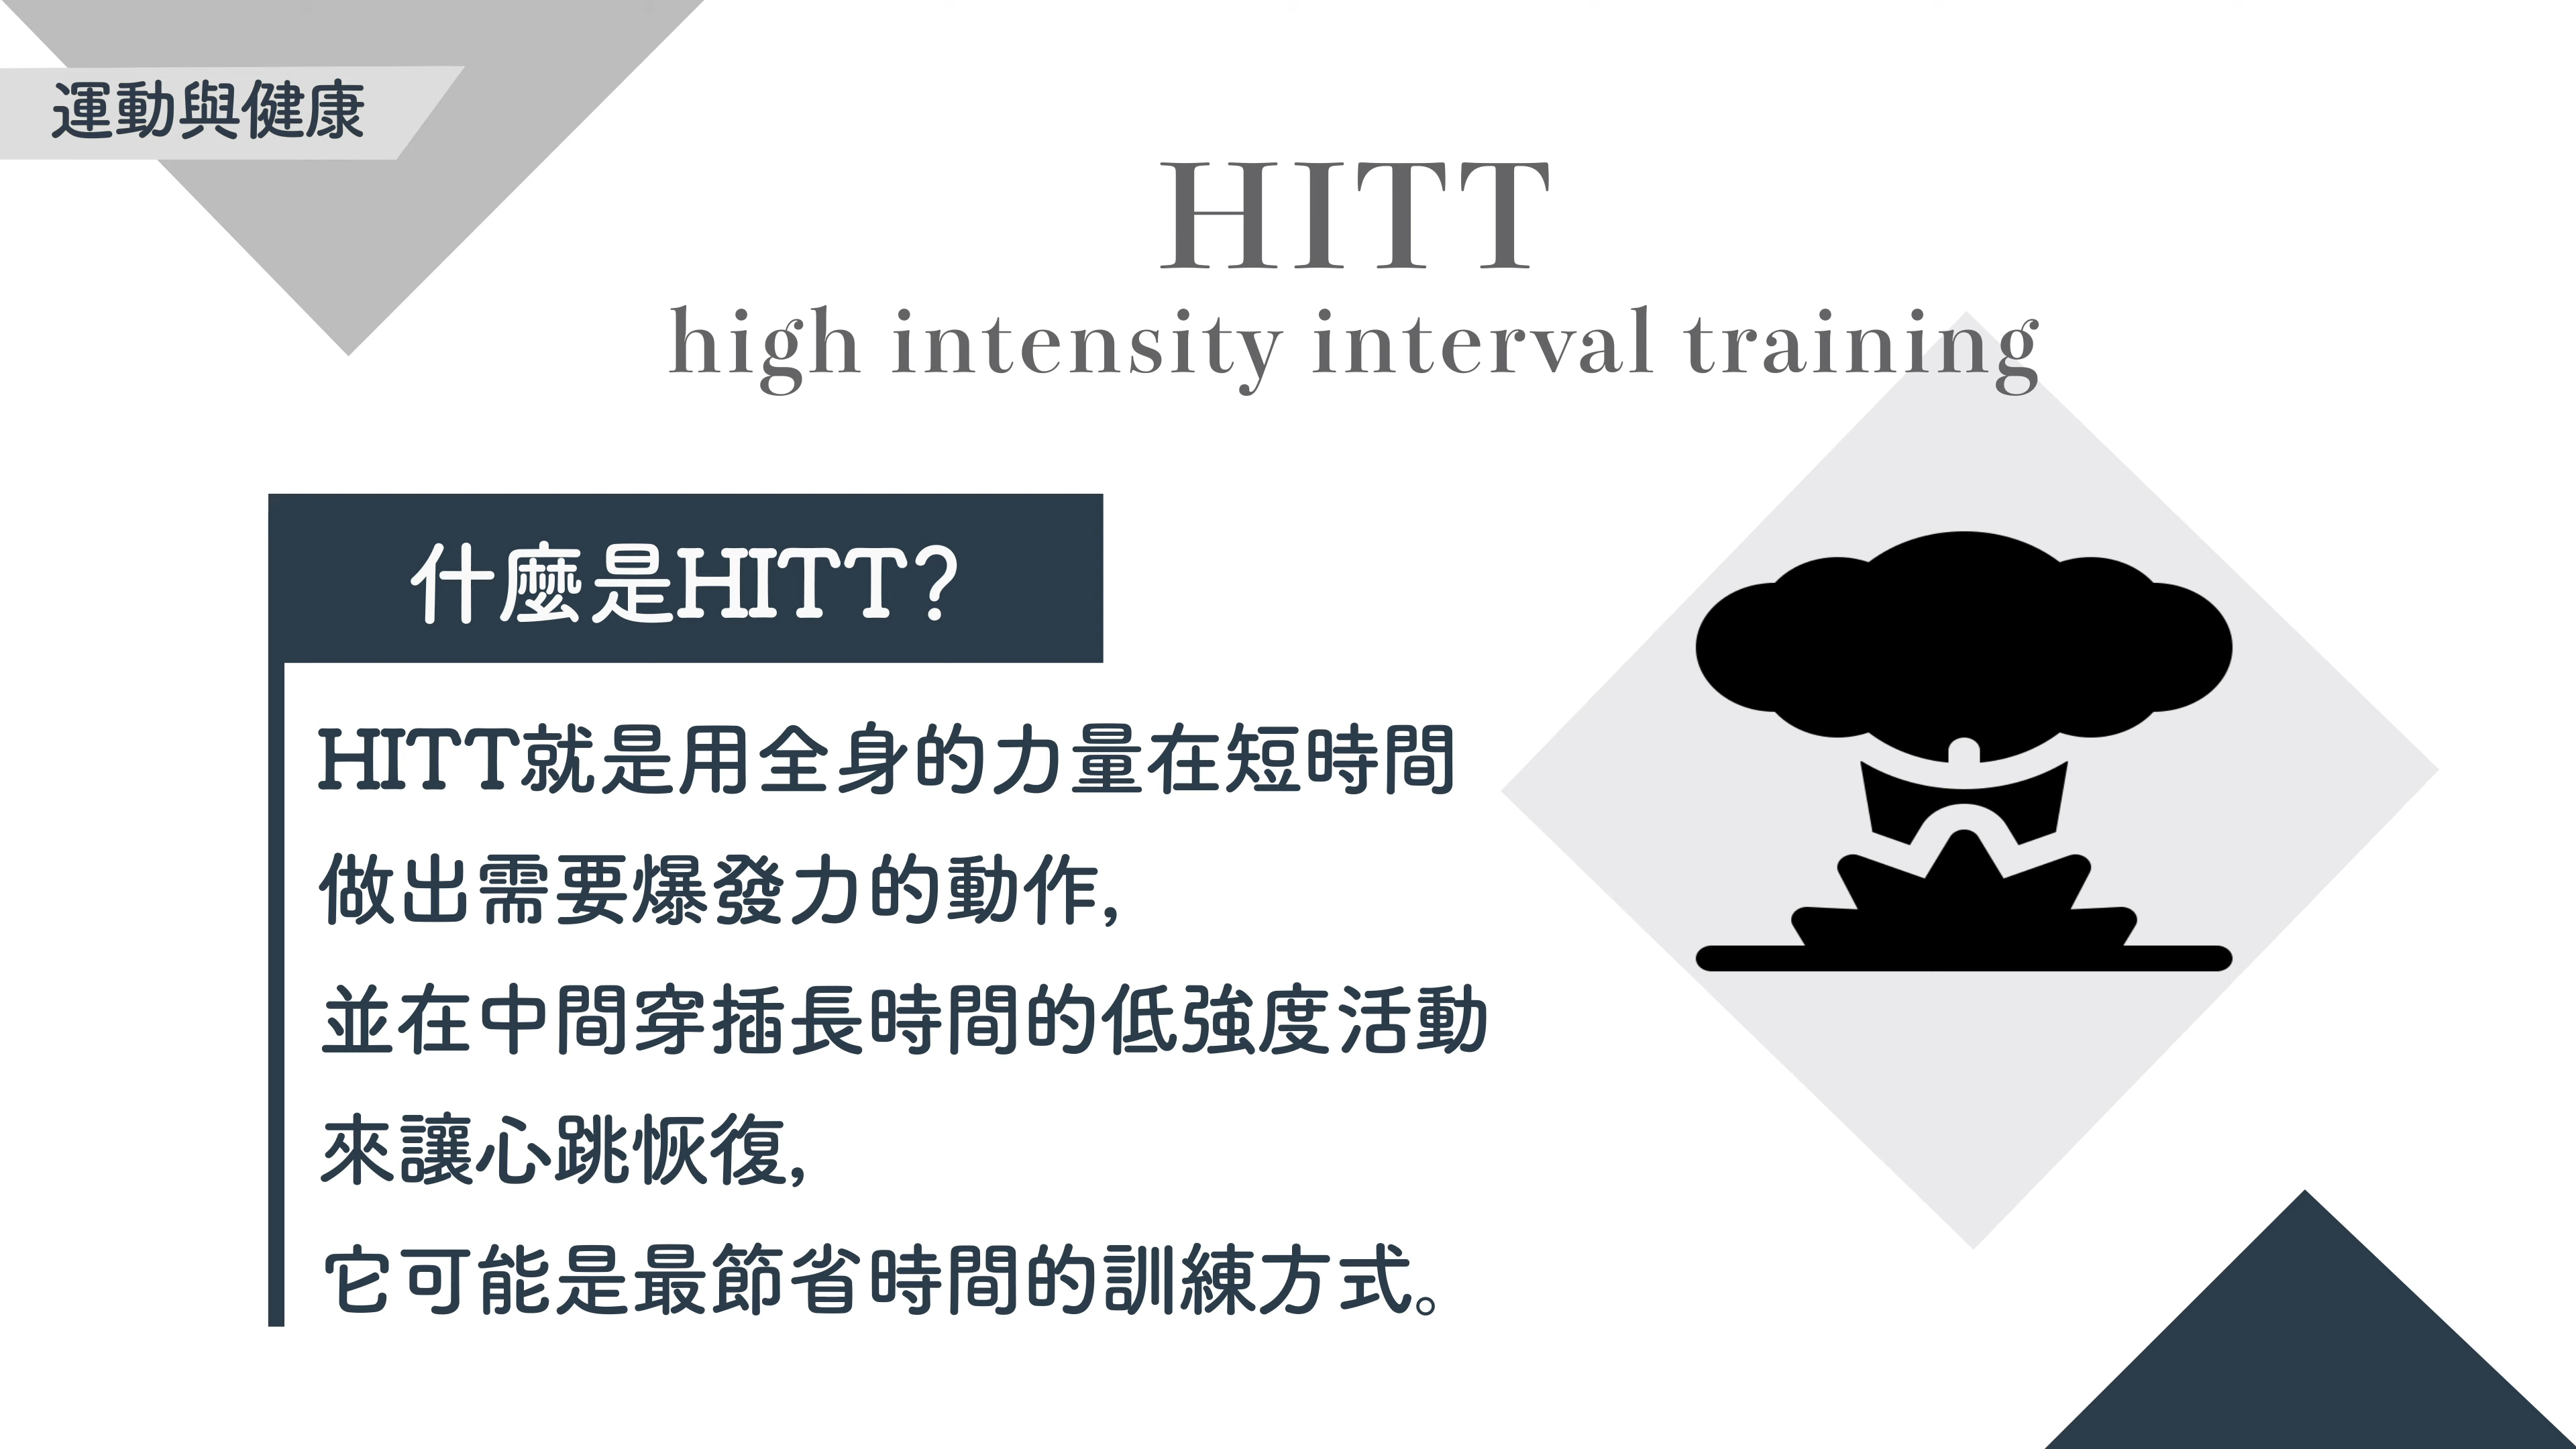 運動與健康
HITT
high intensity interval training
什麼是HITT?
HITT就是用全身的力量在短時間
做出需要爆發力的動作,
並在中間穿插長時間的低強度活動
來讓心跳恢復,
它可能是最節省時間的訓練方式。